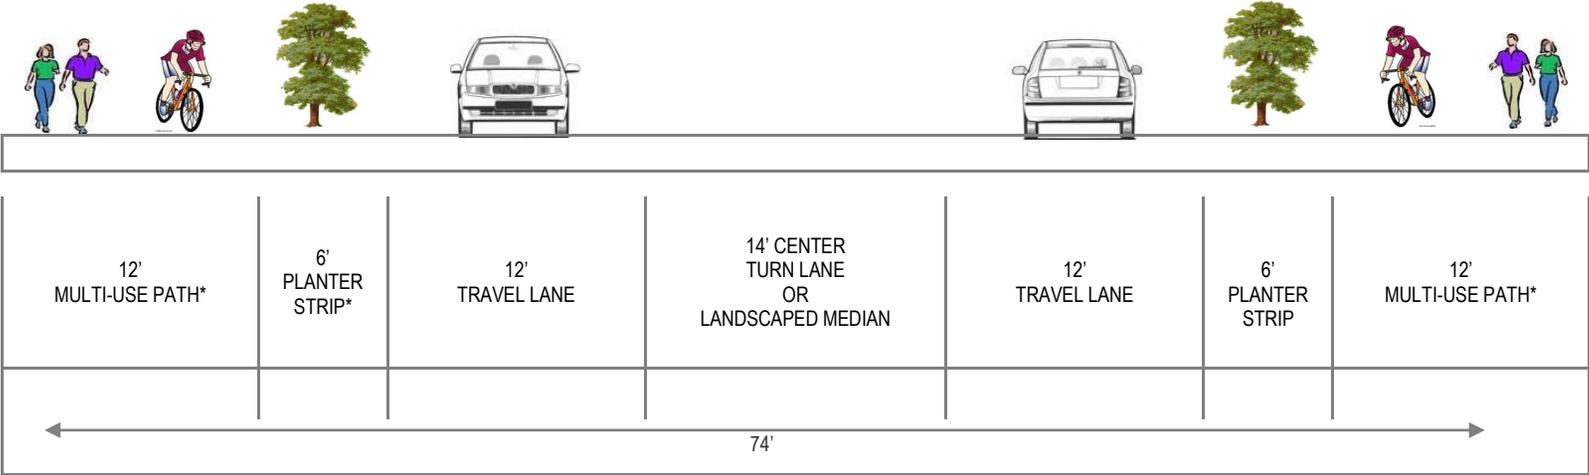 12’
MULTI-USE PATH*
6’
PLANTER
STRIP*
12’
TRAVEL LANE
14’ CENTER
TURN LANE
OR
LANDSCAPED MEDIAN
12’
TRAVEL LANE
6’
PLANTER
STRIP
12’
MULTI-USE PATH*
74’